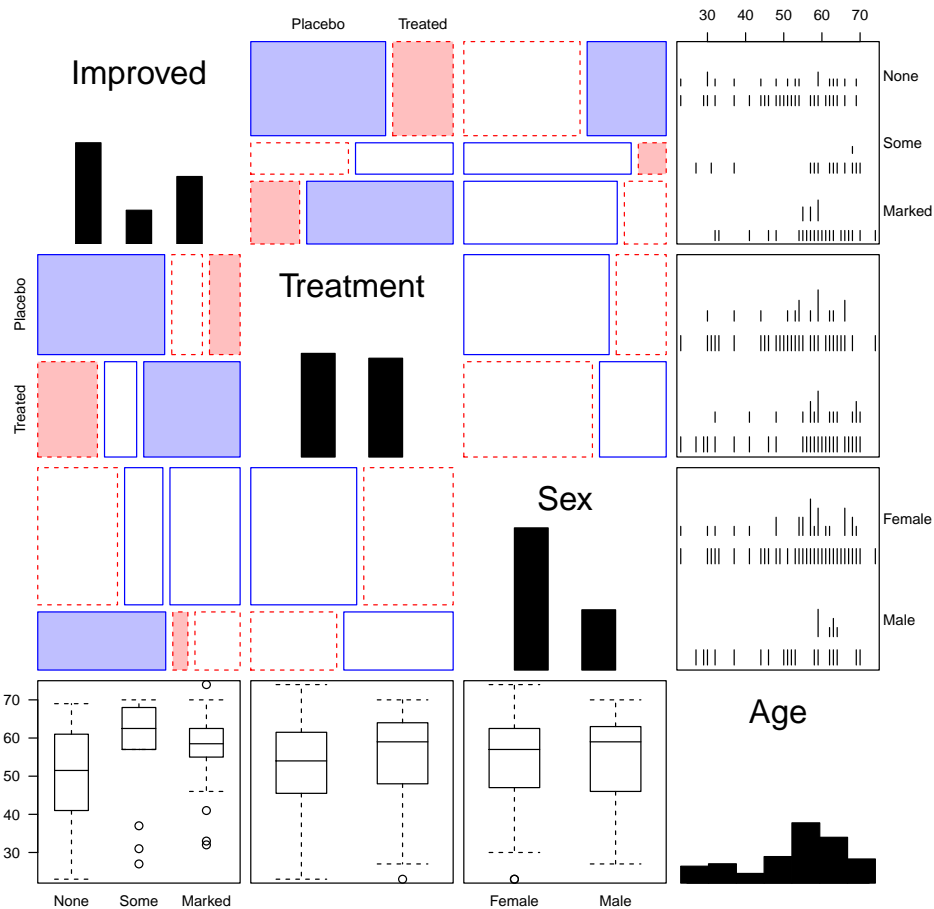 30 40 50 60 70
Placebo Treated
Improved
None
Some
Marked
Placebo
Treatment
Treated
Sex
Female
Male
Age
70
60
50
40
30
None Some Marked
Female Male